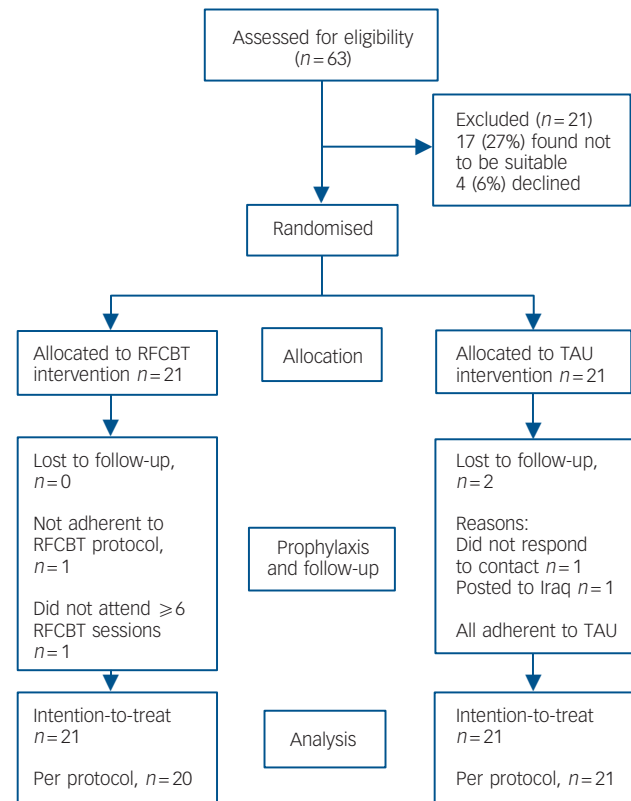 Assessed for eligibility
(n=63)
Excluded (n=21)
17 (27%) found not
to be suitable
4 (6%) declined
Randomised
Allocated to RFCBT
intervention n=21
Allocation
Allocated to TAU
intervention n=21
Lost to follow-up,
n=0
Not adherent to
RFCBT protocol,
n=1
Did not attend ⩾6
RFCBT sessions
n=1
Prophylaxis
and follow-up
Lost to follow-up,
n=2
Reasons:
Did not respond
to contact n=1
Posted to Iraq n=1
All adherent to TAU
Intention-to-treat
n=21
Per protocol, n=20
Analysis
Intention-to-treat
n=21
Per protocol, n=21